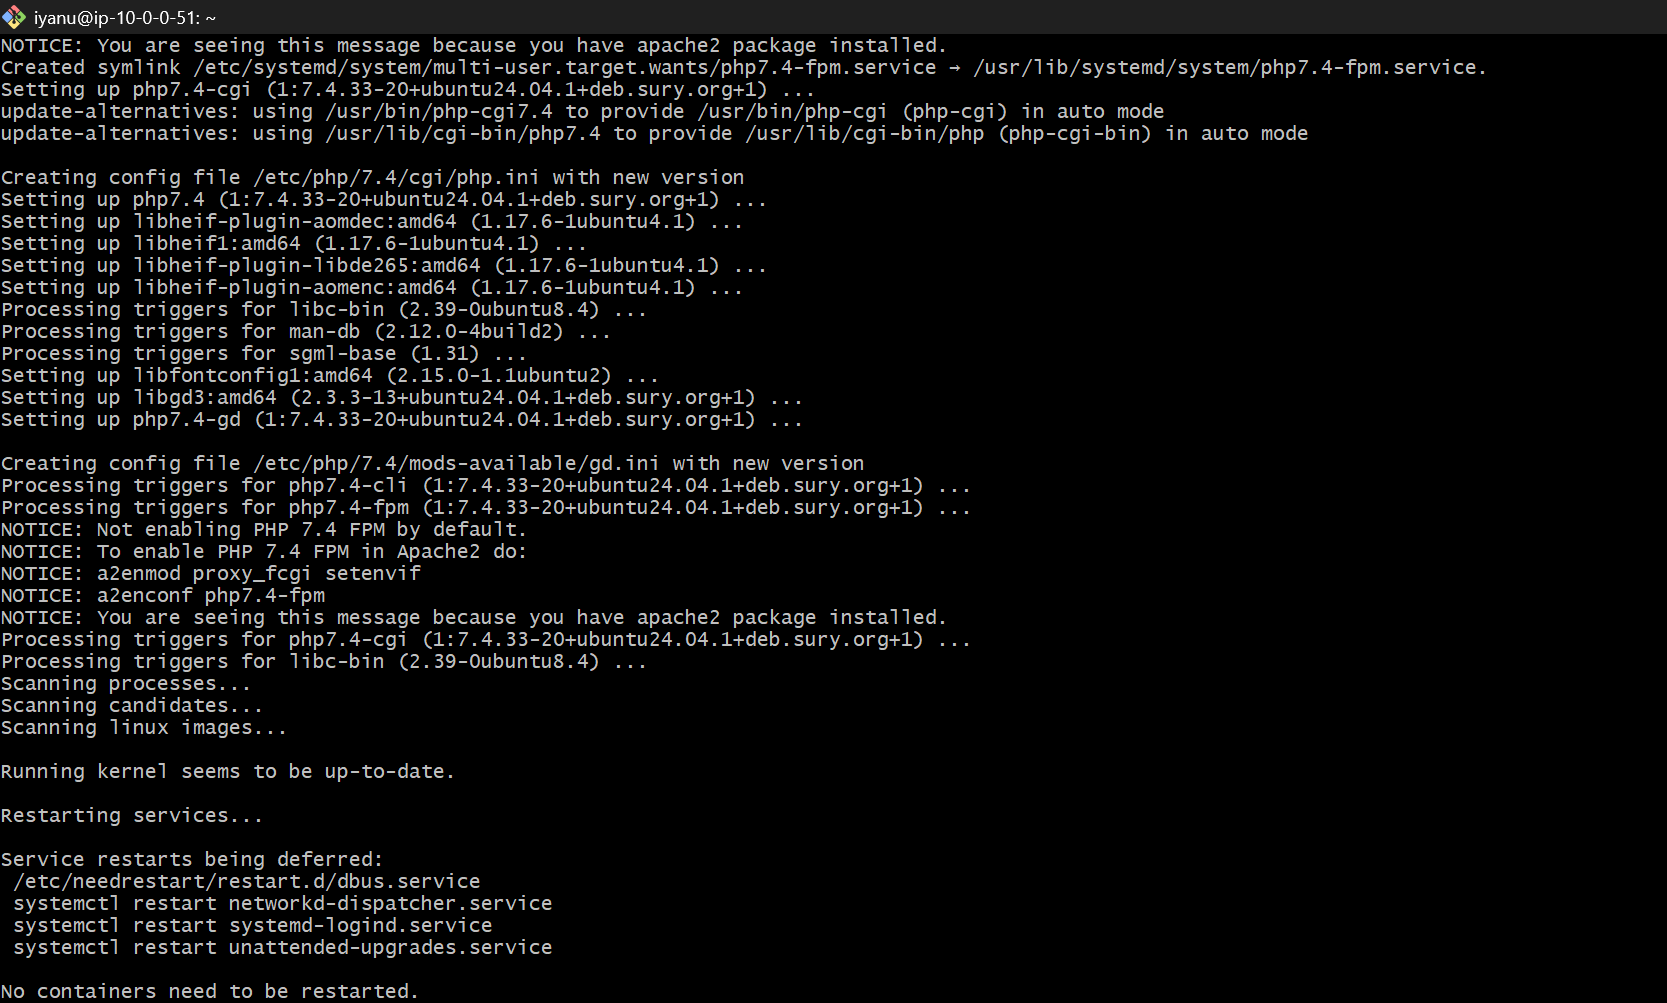 iyanu@ip-10-0-0-51: ~
NOTICE: You are seeing this message because you have apache2 package installed.
Created symlink /etc/systemd/system/multi-user.target.wants/php7.4-fpm.service → /usr/lib/systemd/system/php7.4-fpm.service.
Setting up php7.4-cgi (1:7.4.33-20+ubuntu24.04.1+deb.sury.org+1) ...
update-alternatives: using /usr/bin/php-cgi7.4 to provide /usr/bin/php-cgi (php-cgi) in auto mode
update-alternatives: using /usr/lib/cgi-bin/php7.4 to provide /usr/lib/cgi-bin/php (php-cgi-bin) in auto mode
Creating config file /etc/php/7.4/cgi/php.ini with new version
Setting up php7.4 (1:7.4.33-20+ubuntu24.04.1+deb.sury.org+1) ...
Setting up libheif-plugin-aomdec:amd64 (1.17.6-1ubuntu4.1) ...
Setting up libheif1:amd64 (1.17.6-1ubuntu4.1) ...
Setting up libheif-plugin-libde265:amd64 (1.17.6-1ubuntu4.1) ...
Setting up libheif-plugin-aomenc:amd64 (1.17.6-1ubuntu4.1) ...
Processing triggers for libc-bin (2.39-0ubuntu8.4) ...
Processing triggers for man-db (2.12.0-4build2) ...
Processing triggers for sgml-base (1.31) ...
Setting up libfontconfig1:amd64 (2.15.0-1.1ubuntu2) ...
Setting up libgd3:amd64 (2.3.3-13+ubuntu24.04.1+deb.sury.org+1) ...
Setting up php7.4-gd (1:7.4.33-20+ubuntu24.04.1+deb.sury.org+1) ...
Creating config file /etc/php/7.4/mods-available/gd.ini with new version
Processing triggers for php7.4-cli (1:7.4.33-20+ubuntu24.04.1+deb.sury.org+1) ...
Processing triggers for php7.4-fpm (1:7.4.33-20+ubuntu24.04.1+deb.sury.org+1) ...
NOTICE: Not enabling PHP 7.4 FPM by default.
NOTICE: To enable PHP 7.4 FPM in Apache2 do:
NOTICE: a2enmod proxy_fcgi setenvif
NOTICE: a2enconf php7.4-fpm
NOTICE: You are seeing this message because you have apache2 package installed.
Processing triggers for php7.4-cgi (1:7.4.33-20+ubuntu24.04.1+deb.sury.org+1) ...
Processing triggers for libc-bin (2.39-0ubuntu8.4) ...
Scanning processes...
Scanning candidates...
Scanning linux images...
Running kernel seems to be up-to-date.
Restarting services...
Service restarts being deferred:
/etc/needrestart/restart.d/dbus.service
systemctl restart networkd-dispatcher.service
systemctl restart systemd-logind.service
systemctl restart unattended-upgrades.service
No containers need to be restarted.